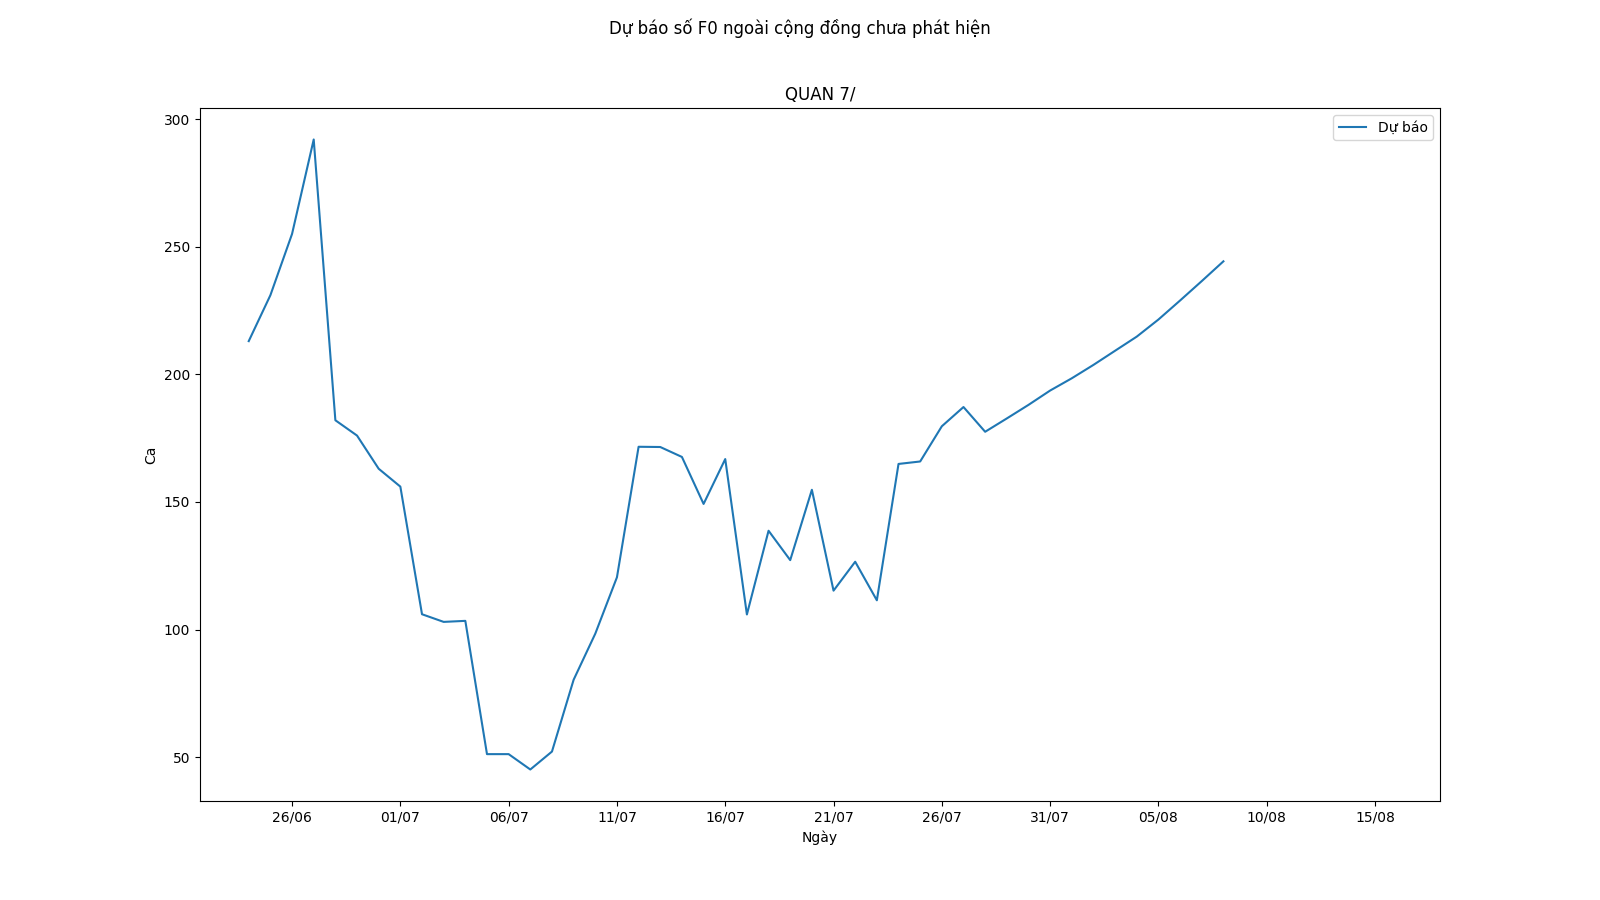 Dự báo số F0 ngoài cộng đồng chưa phát hiện
QUAN 7/
Dự báo
300
250
200
150
100
50
Ca
26/06 01/07 06/07 11/07 16/07 21/07 26/07 31/07 05/08 10/08 15/08
Ngày